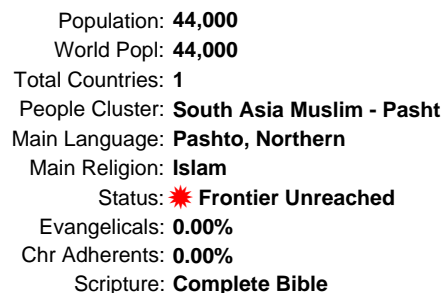 Population: 44,000
World Popl: 44,000
Total Countries: 1
People Cluster: South Asia Muslim - Pasht
Main Language: Pashto, Northern
Main Religion: Islam
Status: Frontier Unreached
Evangelicals: 0.00%
Chr Adherents: 0.00%
Scripture: Complete Bible